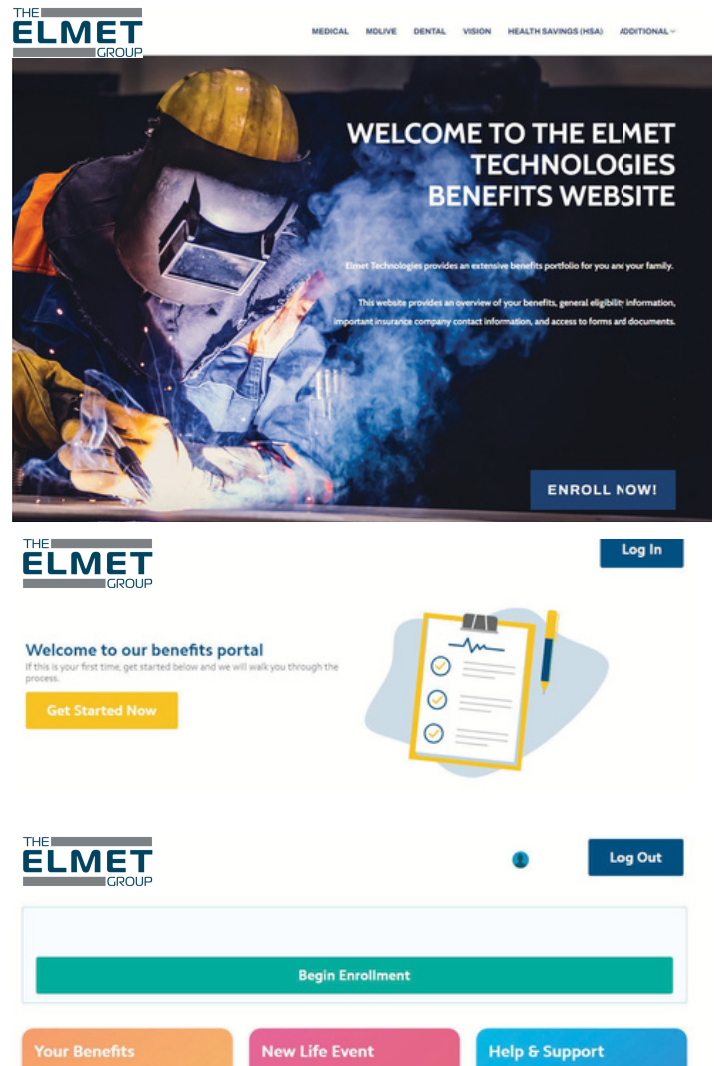 THE
ELMET
GROUP
MEDICAL MDLIVE DENTAL VISION HEALTH SAVINGS (HSA) ADDITIONAL
WELCOME TO THE ELMET
TECHNOLOGIES
BENEFITS WEBSITE
Elmet Technologies provides an extensive benefits portfolio for you and your family.
This website provides an overview of your benefits, general eligibility information,
important insurance company contact information, and access to forms and documents.
ENROLL NOW!
THE
ELMET
GROUP
Log In
Welcome to our benefits portal
If this is your first time, get started below and we will walk you through the
process.
Get Started Now
THE
ELMET
GROUP
Log Out
Begin Enrollment
Your Benefits New Life Event Help & Support